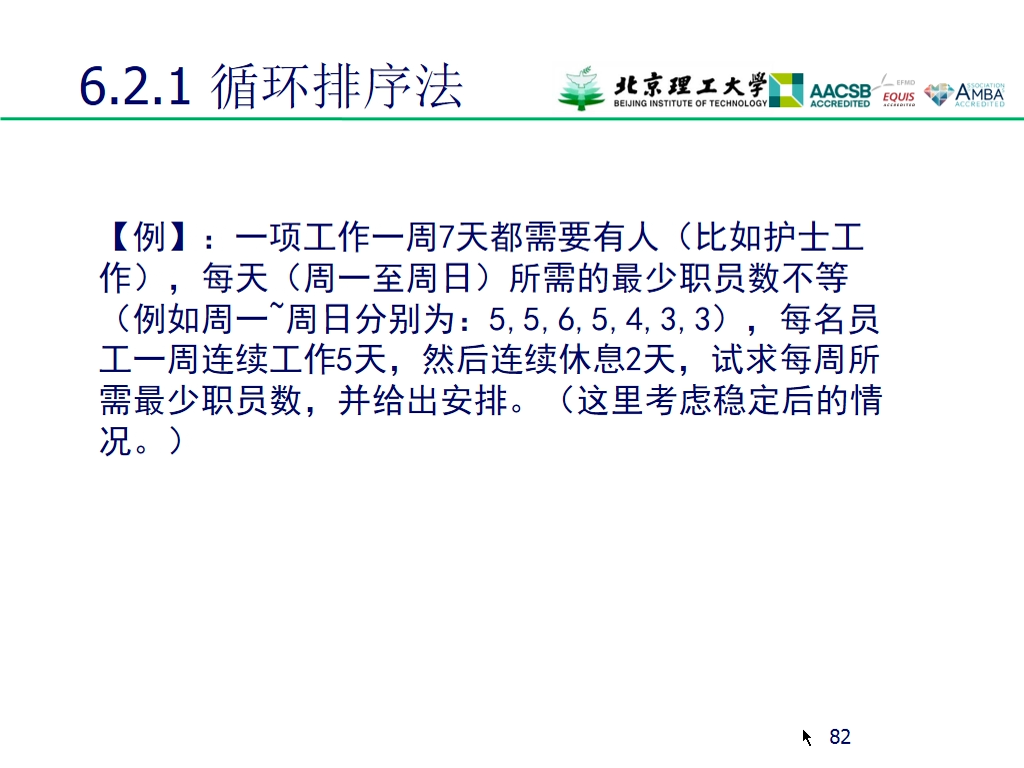 6.2.1 循环排序法
北京理工大学
BEIJING INSTITUTE OF TECHNOLOGY
AACSB
ACCREDITED
EFMD
EQUIS
ACCREDITED
ASSOCIATION
AMBA
ACCREDITED
【例】：一项工作一周7天都需要有人（比如护士工
作），每天（周一至周日）所需的最少职员数不等
（例如周一~周日分别为：5,5,6,5,4,3,3），每名员
工一周连续工作5天，然后连续休息2天，试求每周所
需最少职员数，并给出安排。（这里考虑稳定后的情
况。）
82